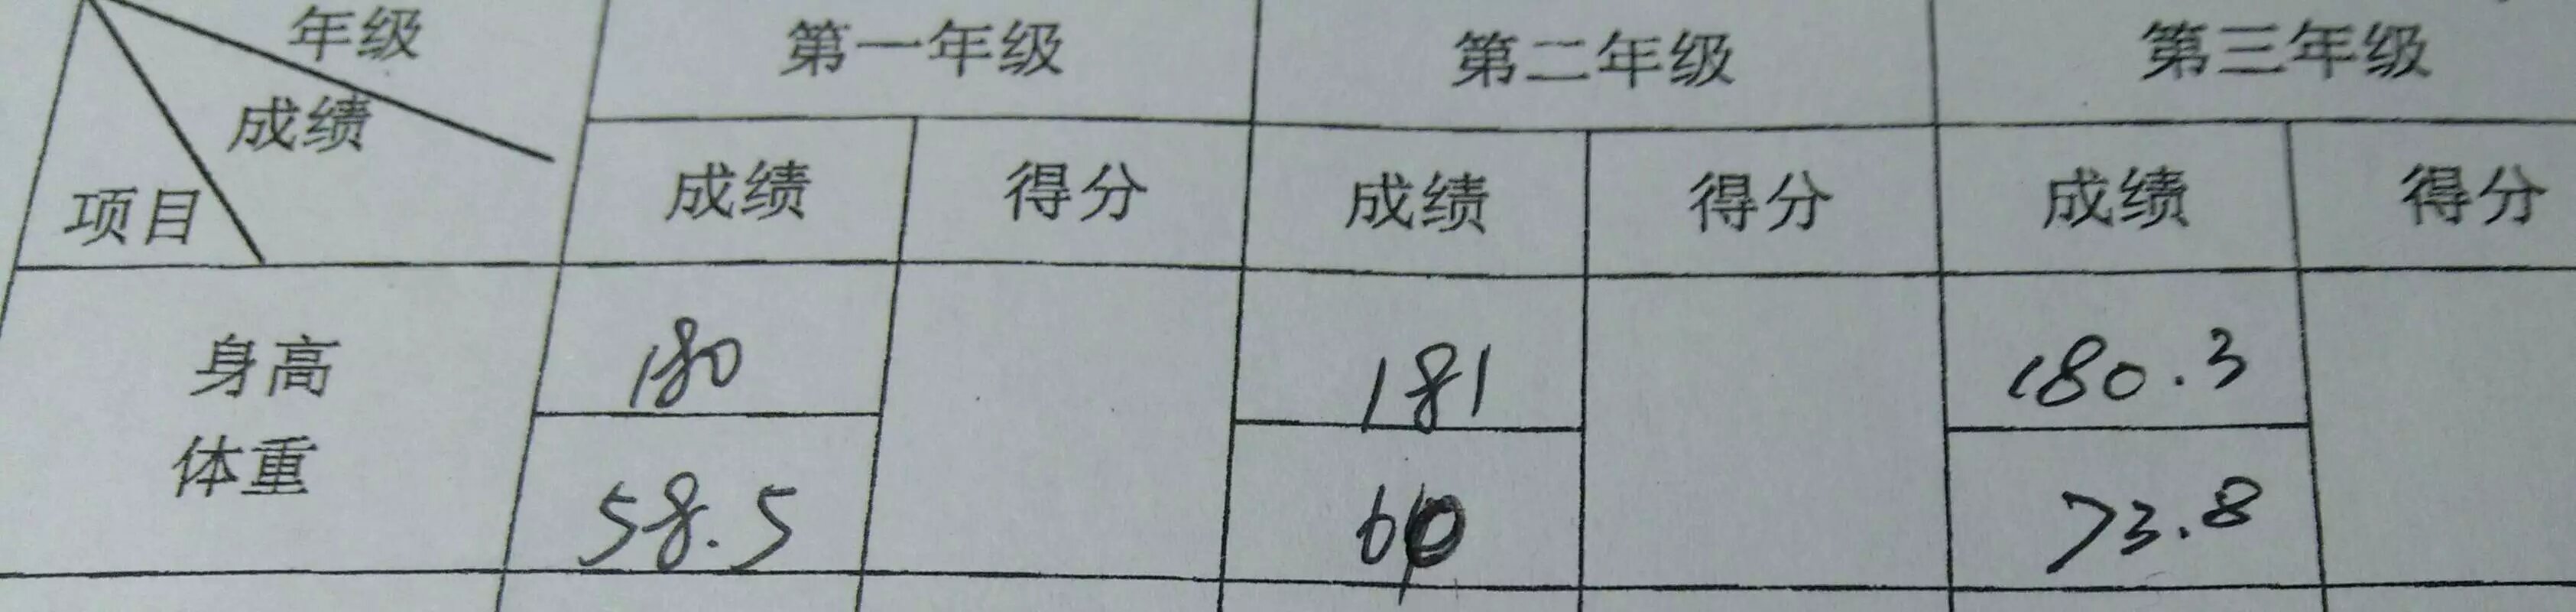 年级 第一年级 第二年级 第三年级
成绩
项目 成绩 得分 成绩 得分 成绩 得分
身高 180 181 180.3
体重 58.5 60 73.8